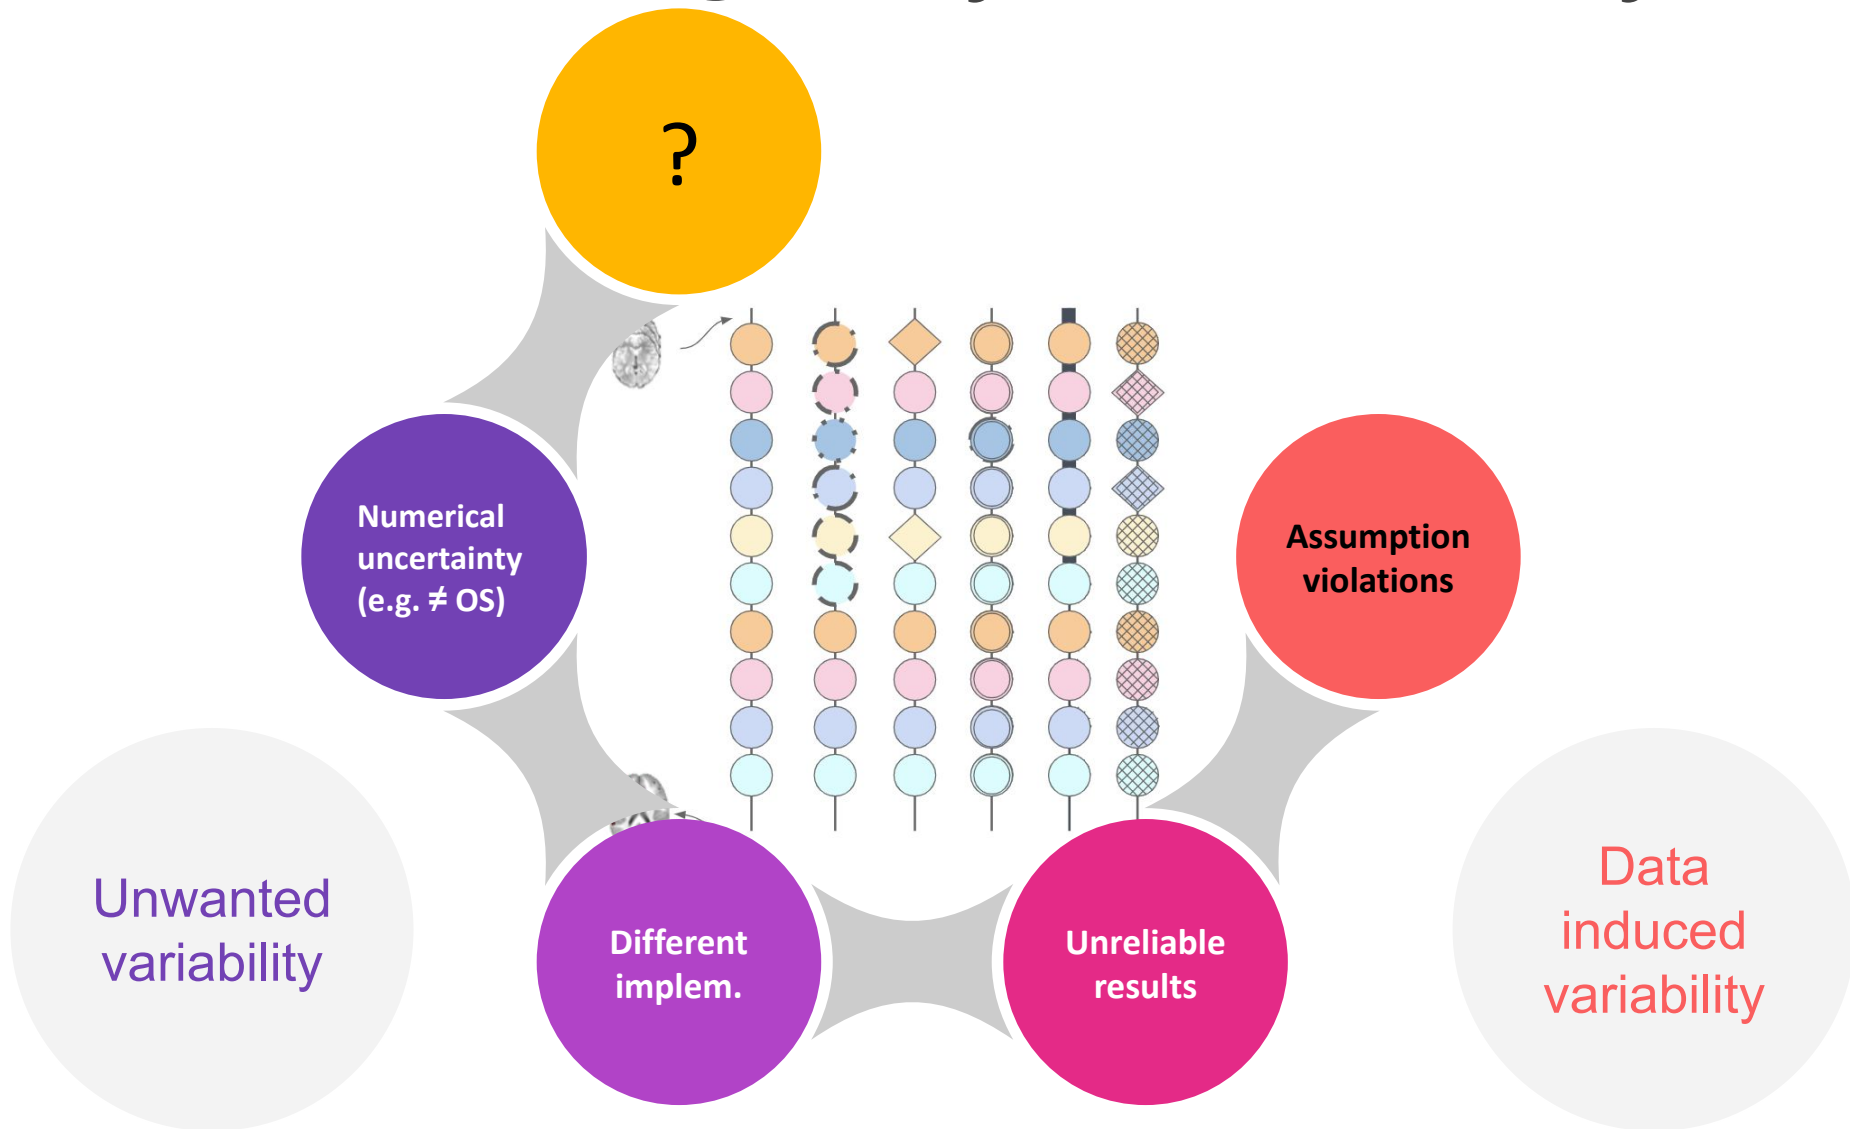 ?
Numerical
uncertainty
(e.g. ≠ OS)
Assumption
violations
Unwanted
variability
Different
implem.
Unreliable
results
Data
induced
variability